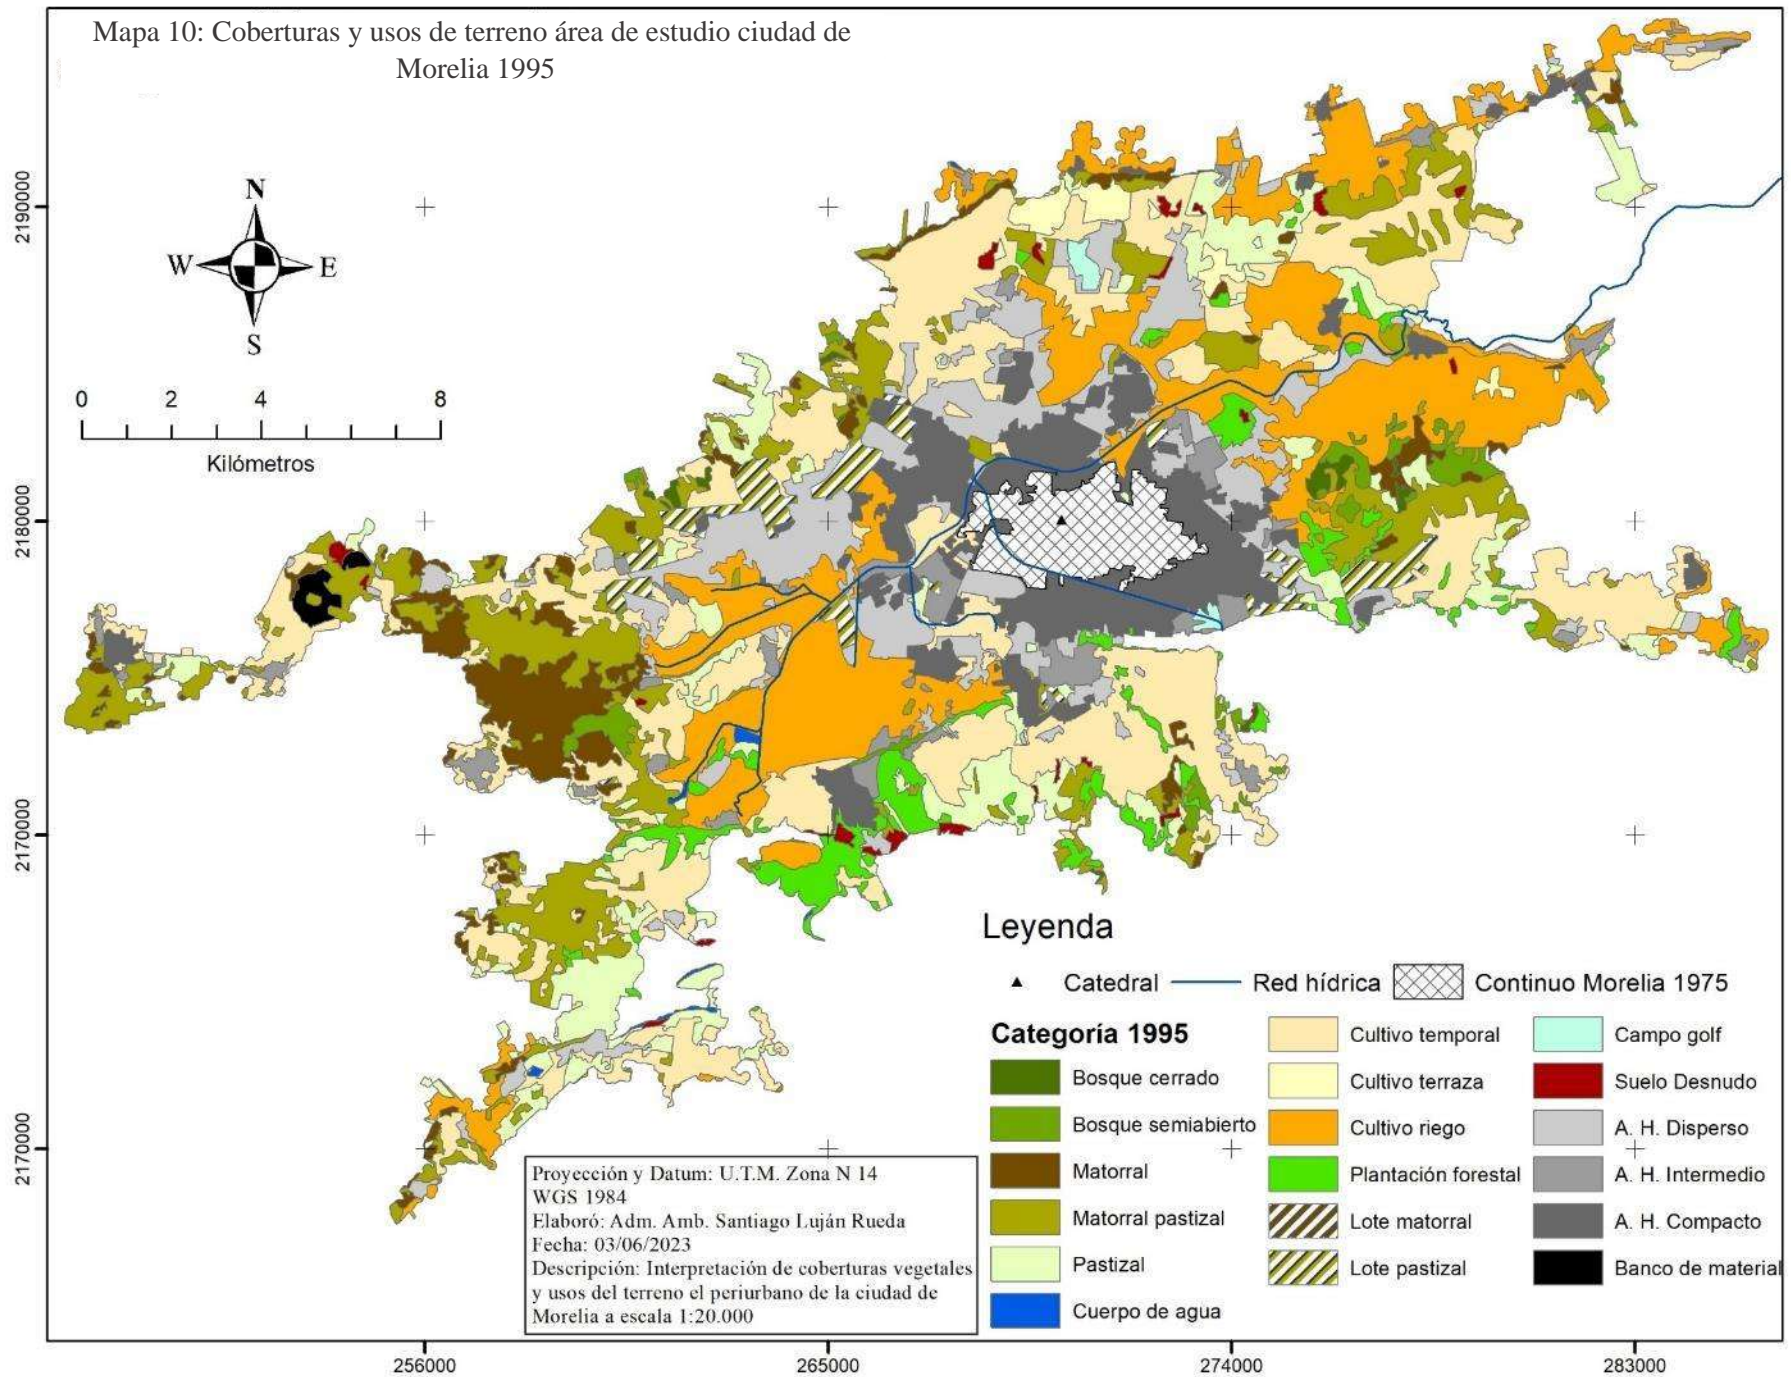 Mapa 10: Coberturas y usos de terreno área de estudio ciudad de
Morelia 1995
N
W
E
S
0 2 4 8
Kilómetros
2190000
2180000
2170000
2170000
256000 265000 274000 283000
Leyenda
Catedral
Red hídrica
Continuo Morelia 1975
Categoría 1995
Bosque cerrado
Bosque semiabierto
Matorral
Matorral pastizal
Pastizal
Cuerpo de agua
Cultivo temporal
Cultivo terraza
Cultivo riego
Plantación forestal
Lote matorral
Lote pastizal
Campo golf
Suelo Desnudo
A. H. Disperso
A. H. Intermedio
A. H. Compacto
Banco de material
Proyección y Datum: U.T.M. Zona N 14
WGS 1984
Elaboró: Adm. Amb. Santiago Luján Rueda
Fecha: 03/06/2023
Descripción: Interpretación de coberturas vegetales
y usos del terreno el periurbano de la ciudad de
Morelia a escala 1:20.000